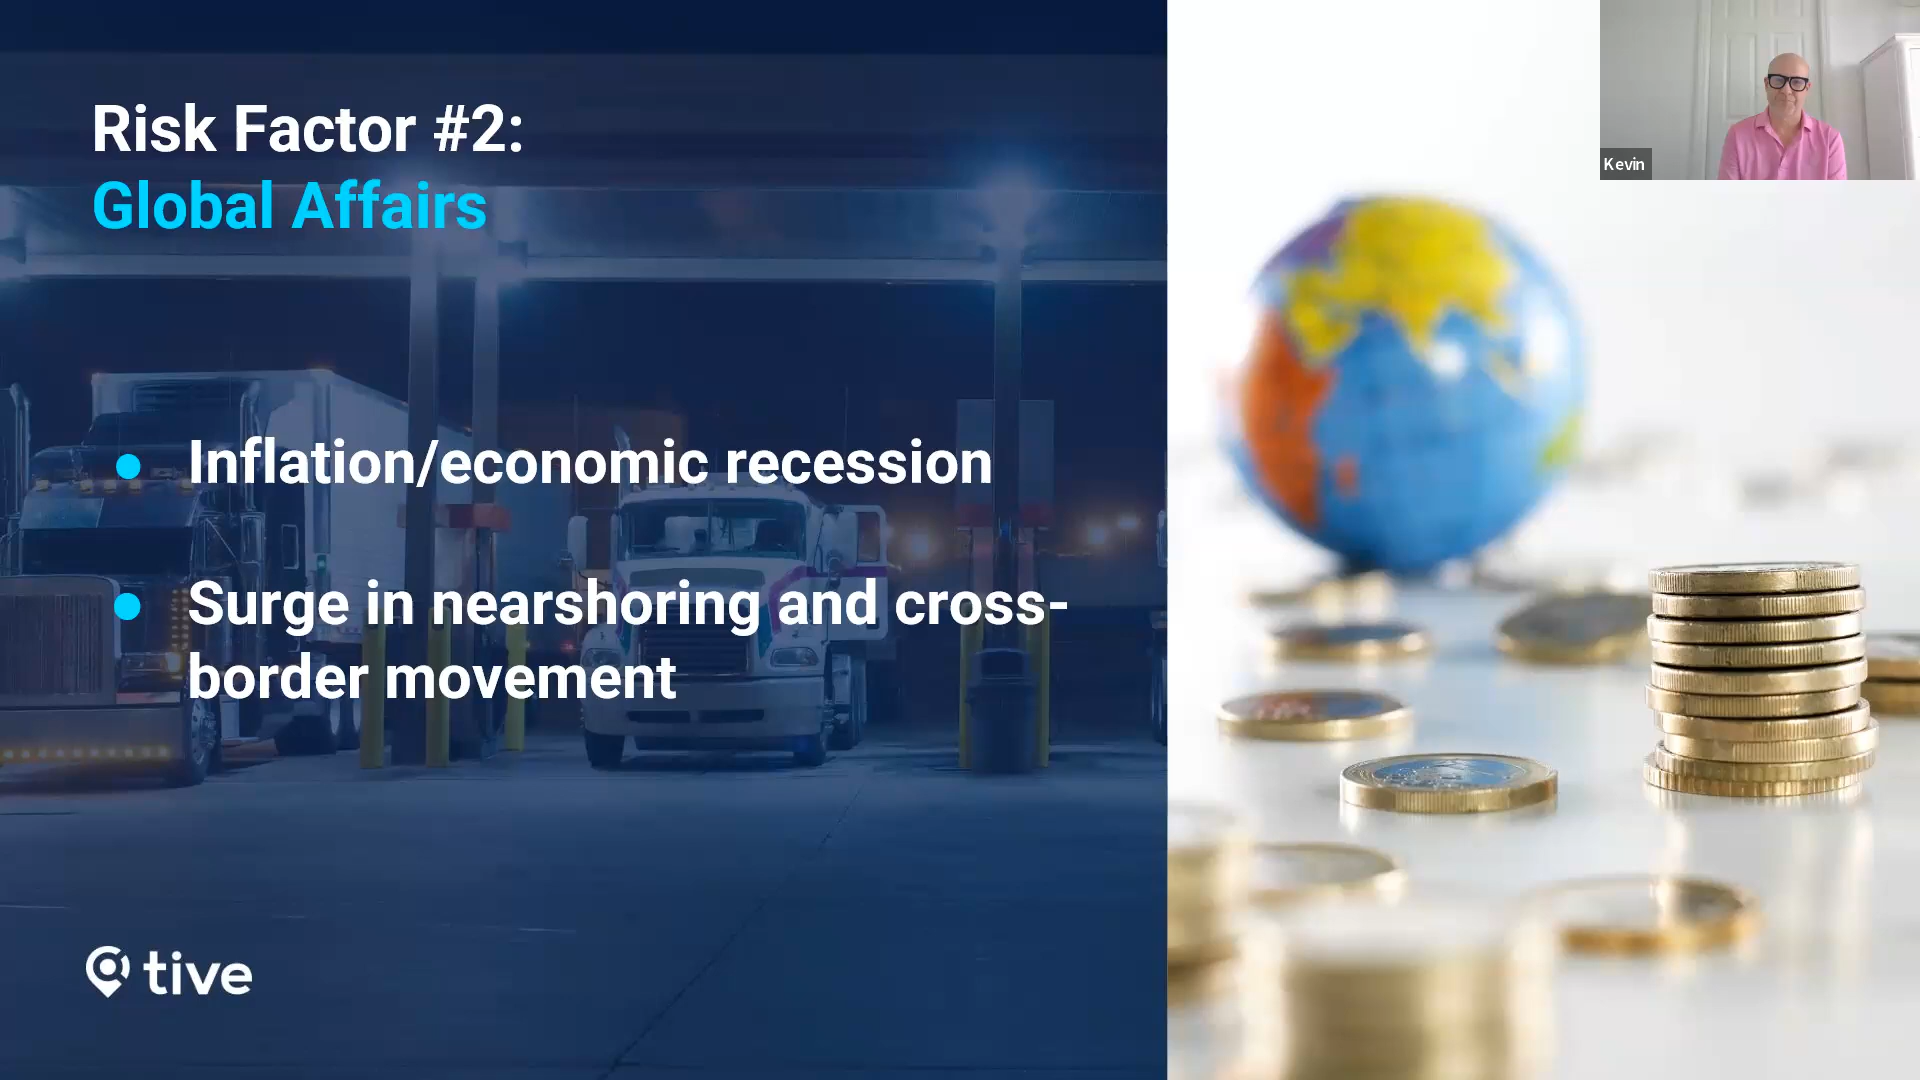 Risk Factor #2:
Global Affairs
Kevin
● Inflation/economic recession
● Surge in nearshoring and cross-
border movement
tive